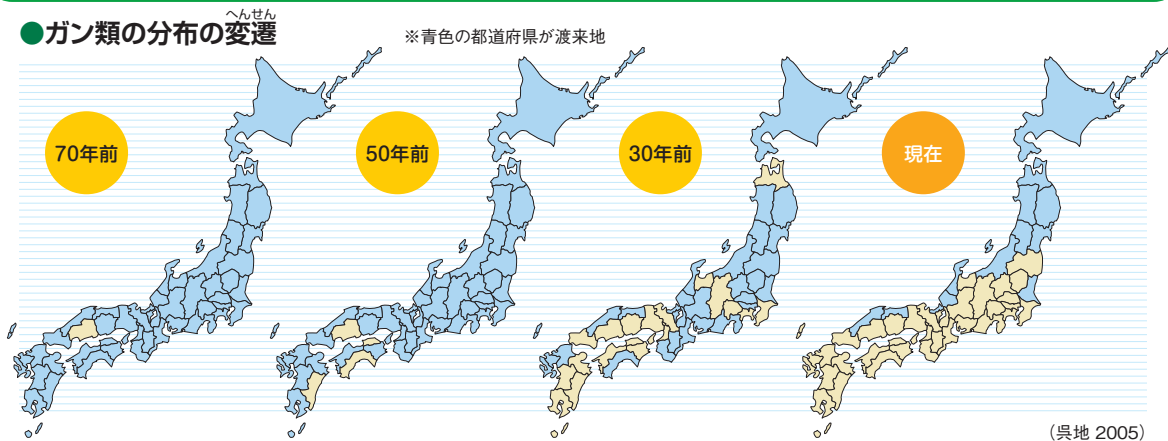 ●ガン類の分布の変遷
へんせん
※青色の都道府県が渡来地
70年前
50年前
30年前
現在
(呉地 2005)